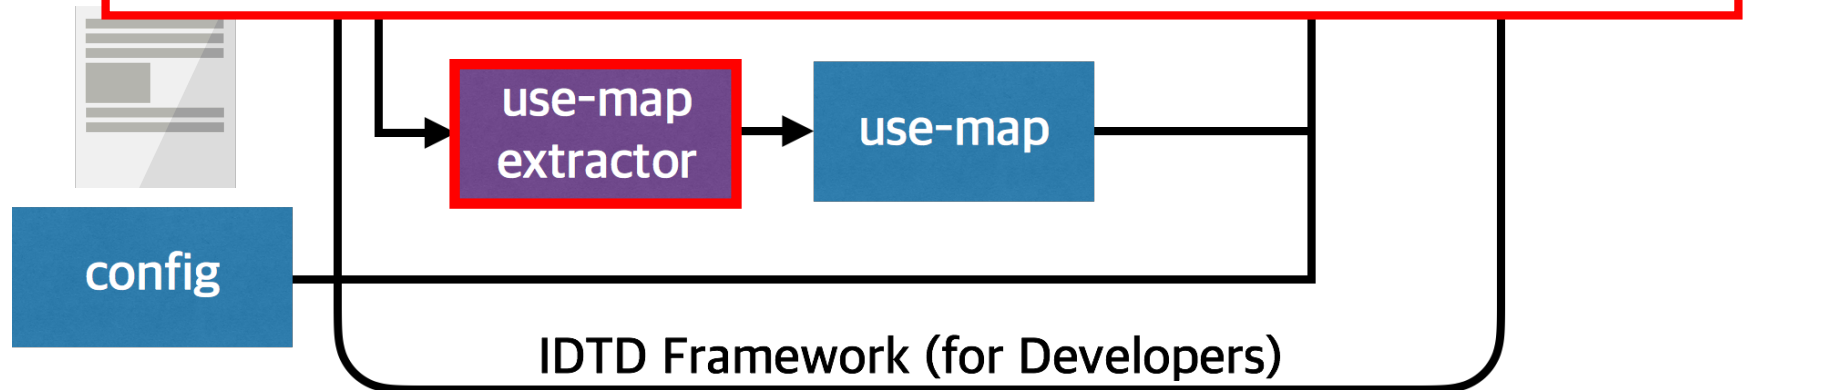 use-map
extractor
use-map
config
IDTD Framework (for Developers)